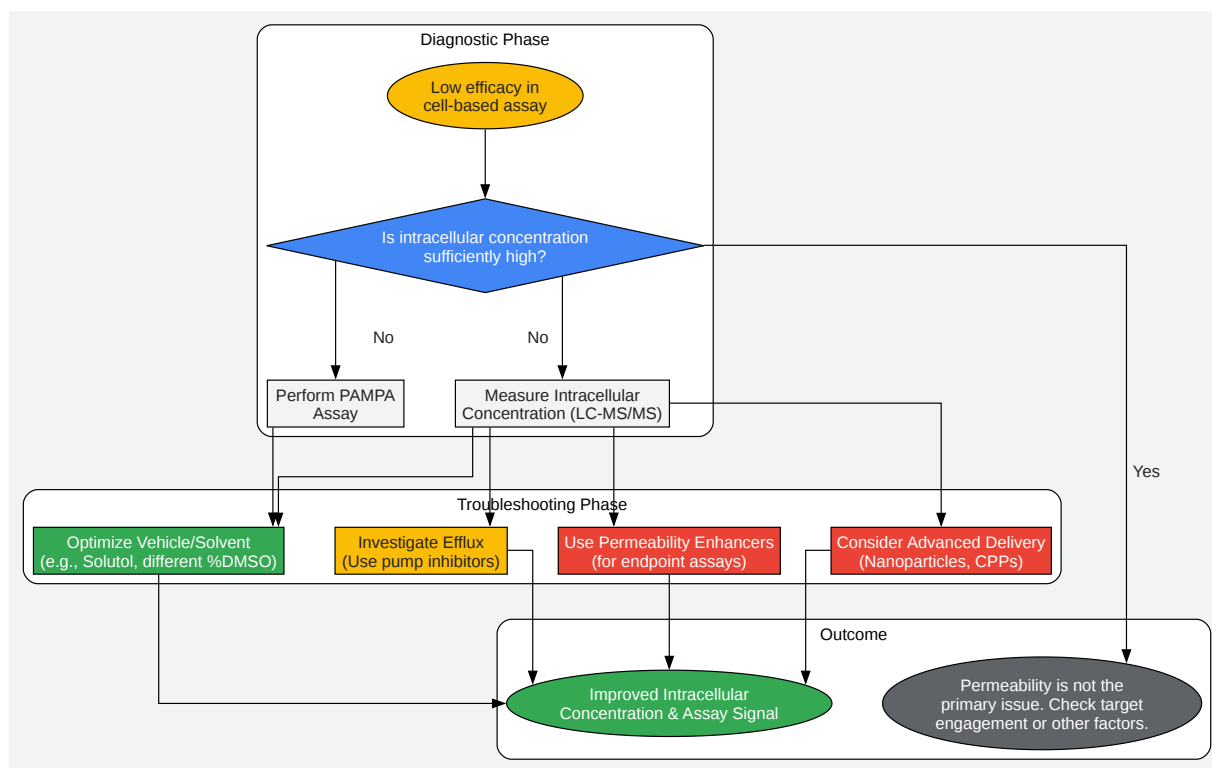 Diagnostic Phase
Low efficacy in
cell-based assay
Is intracellular concentration
sufficiently high?
No
No
Perform PAMPA
Assay
Measure Intracellular
Concentration (LC-MS/MS)
Yes
Troubleshooting Phase
Optimize Vehicle/Solvent
(e.g., Solutol, different %DMSO)
Investigate Efflux
(Use pump inhibitors)
Use Permeability Enhancers
(for endpoint assays)
Consider Advanced Delivery
(Nanoparticles, CPPs)
Outcome
Improved Intracellular
Concentration & Assay Signal
Permeability is not the
primary issue. Check target
engagement or other factors.